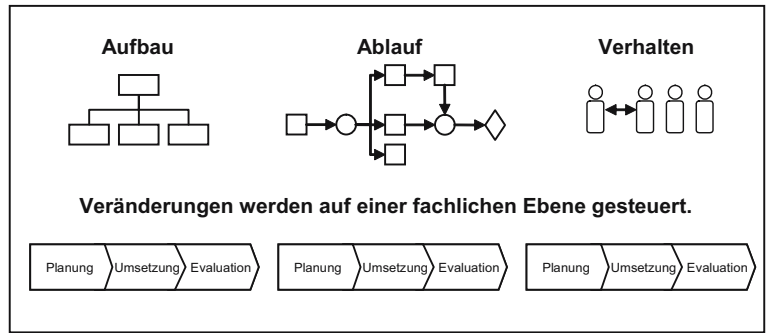 Aufbau Ablauf Verhalten
Veränderungen werden auf einer fachlichen Ebene gesteuert.
Planung Umsetzung Evaluation Planung Umsetzung Evaluation Planung Umsetzung Evaluation